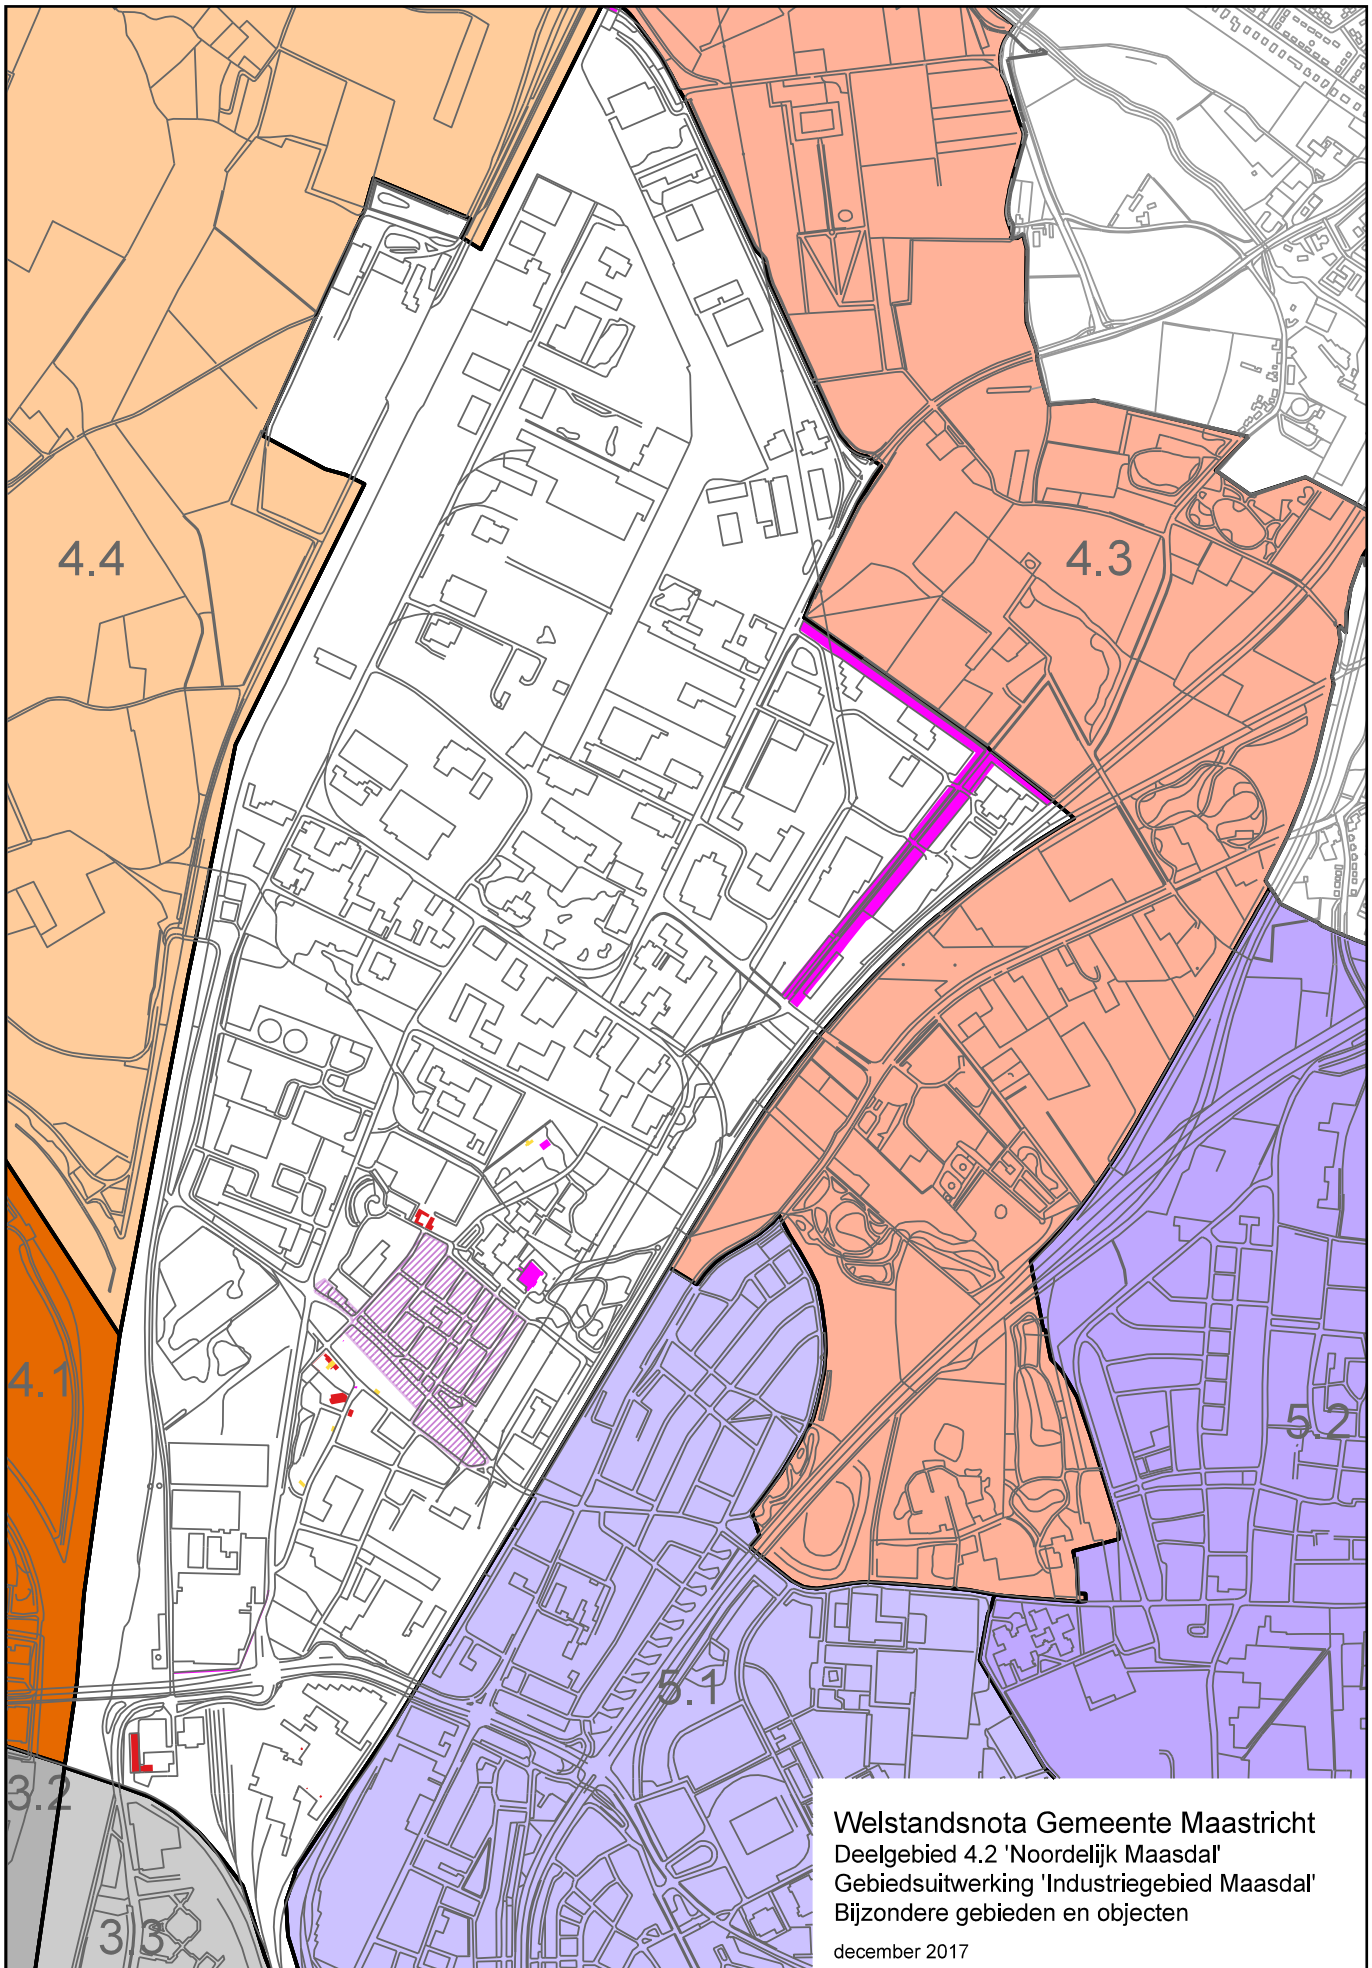 4.4
4.3
4.1
5.2
5.1
3.2
3.3
Welstandsnota Gemeente Maastricht
Deelgebied 4.2 'Noordelijk Maasdal'
Gebiedsuitwerking 'Industriegebied Maasdal'
Bijzondere gebieden en objecten
december 2017